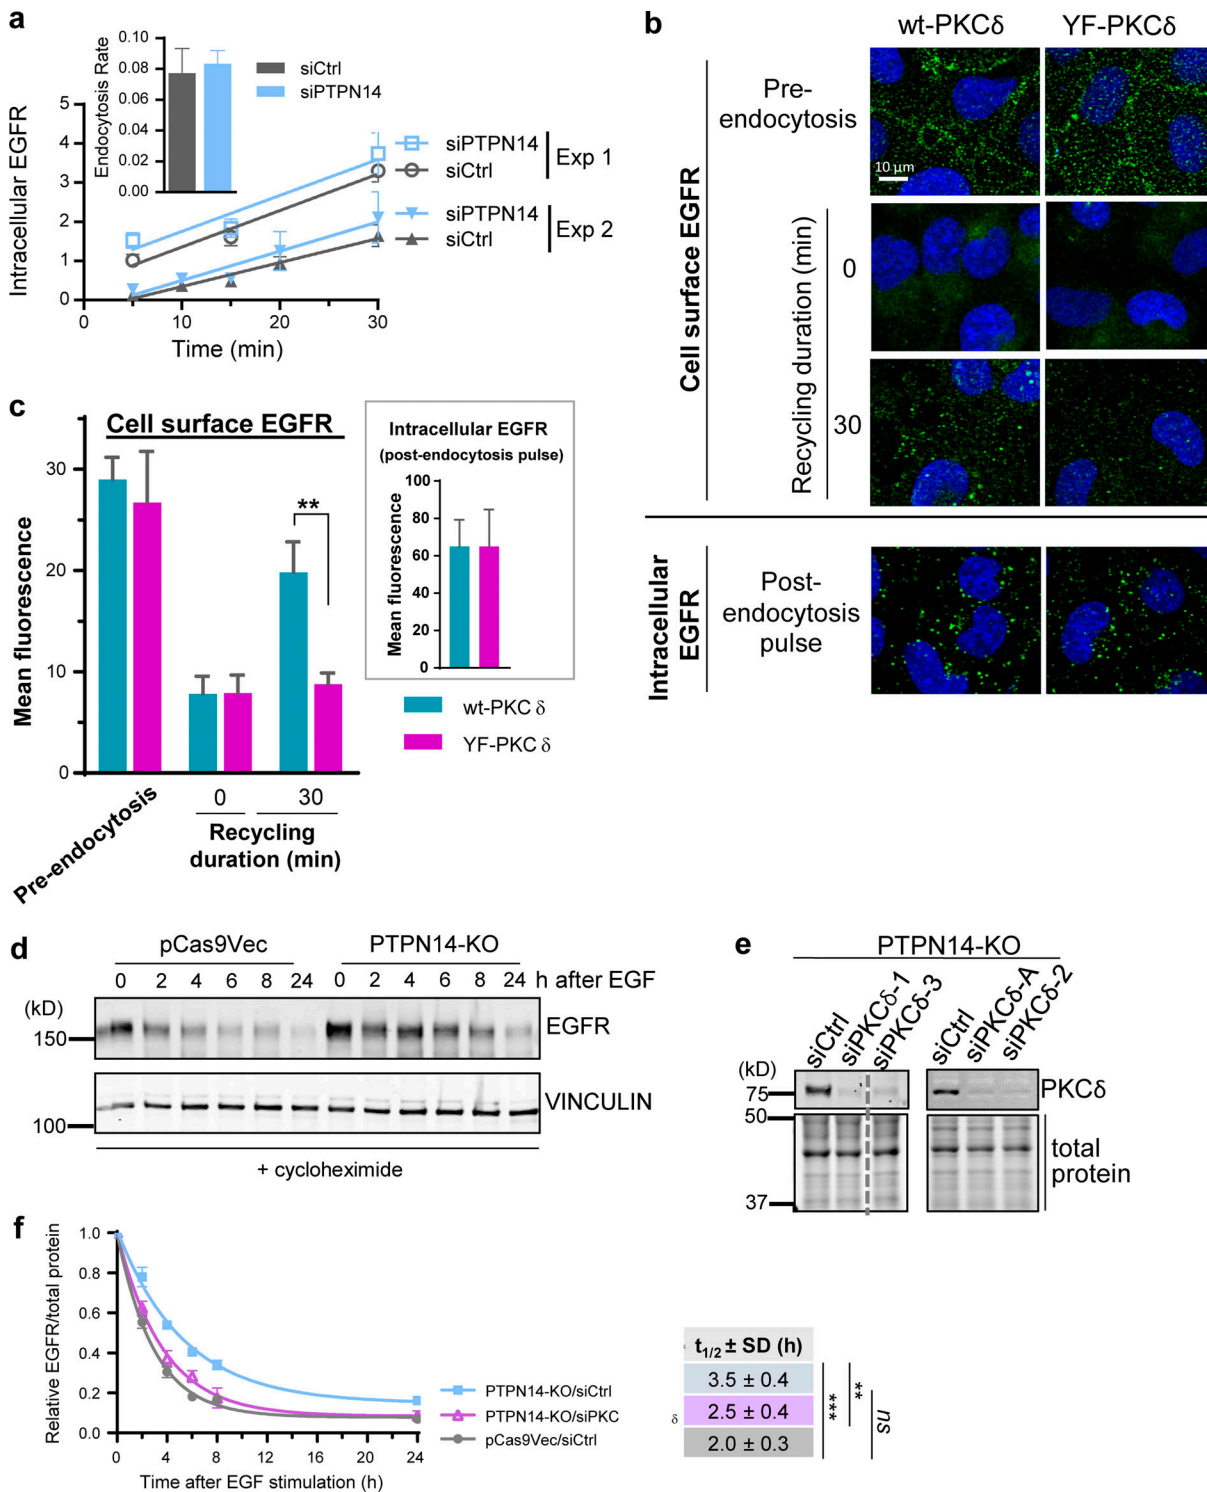 a
Endocytosis Rate
0.10
0.08
0.06
0.04
0.02
0.00
siCtrl
siPTPN14
Intracellular EGFR
5
4
3
2
1
0
0
10
20
30
Time (min)
siPTPN14
siCtrl
Exp 1
siPTPN14
siCtrl
Exp 2
b
wt-PKCδ
YF-PKCδ
Cell surface EGFR
Pre-
endocytosis
10 µm
Recycling duration (min)
0
30
Intracellular
EGFR
Post-
endocytosis
pulse
c
Cell surface EGFR
Mean fluorescence
30
20
10
0
**
Pre-endocytosis
0
30
Recycling
duration (min)
Intracellular EGFR
(post-endocytosis pulse)
Mean fluorescence
100
80
60
40
20
0
wt-PKC δ
YF-PKC δ
d
pCas9Vec
PTPN14-KO
0 2 4 6 8 24 0 2 4 6 8 24 h after EGF
(kD)
150
EGFR
100
VINCULIN
+ cycloheximide
e
PTPN14-KO
siCtrl
siPKCδ-1
siPKCδ-3
siCtrl
siPKCδ-A
siPKCδ-2
(kD)
75
PKCδ
50
37
total
protein
f
Relative EGFR/total protein
1.0
0.8
0.6
0.4
0.2
0.0
0 4 8 12 16 20 24
Time after EGF stimulation (h)
PTPN14-KO/siCtrl
PTPN14-KO/siPKC
pCas9Vec/siCtrl
δ
t1/2 ± SD (h)
3.5 ± 0.4
2.5 ± 0.4
2.0 ± 0.3
***
**
ns